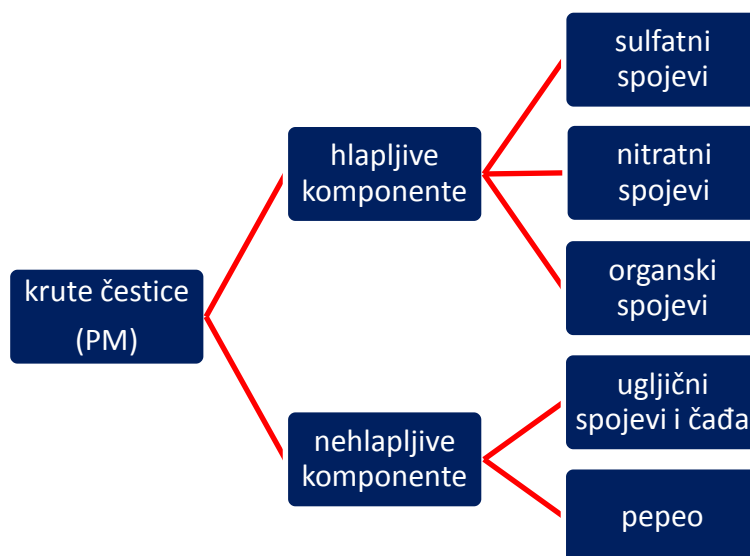 krute čestice
(PM)
hlapljive
komponente
sulfatni
spojevi
nitratni
spojevi
organski
spojevi
nehlapljive
komponente
ugljični
spojevi i čađa
pepeo